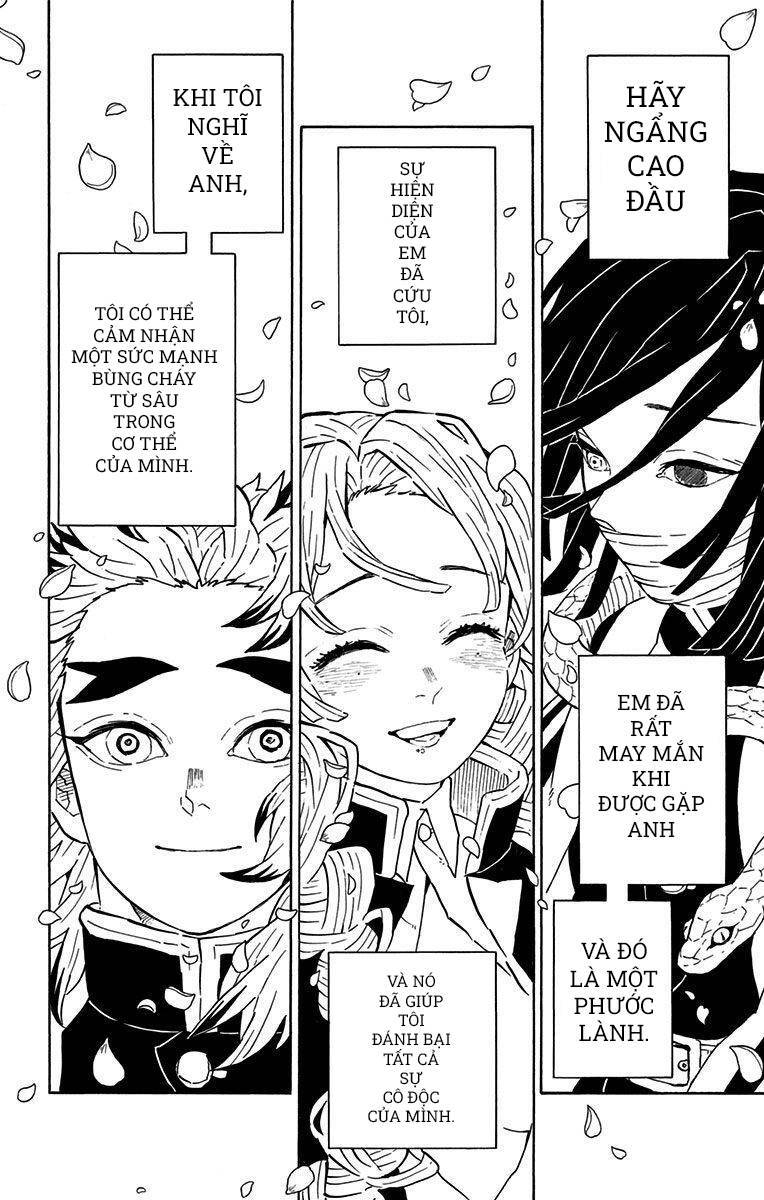 HÃY
NGẨNG
CAO
ĐẦU
EM ĐÃ
RẤT
MAY MẮN
KHI
ĐƯỢC GẶP
ANH
VÀ ĐÓ
LÀ MỘT
PHƯỚC
LÀNH.
SỰ
HIỆN
DIỆN
CỦA
EM
ĐÃ
CỨU
TÔI,
VÀ NÓ
ĐÃ GIÚP
TÔI
ĐÁNH BẠI
TẤT CẢ
SỰ
CÔ ĐỘC
CỦA MÌNH.
KHI TÔI
NGHĨ
VỀ
ANH,
TÔI CÓ THỂ
CẢM NHẬN
MỘT SỨC MẠNH
BÙNG CHÁY
TỪ SÂU
TRONG
CƠ THỂ
CỦA MÌNH.